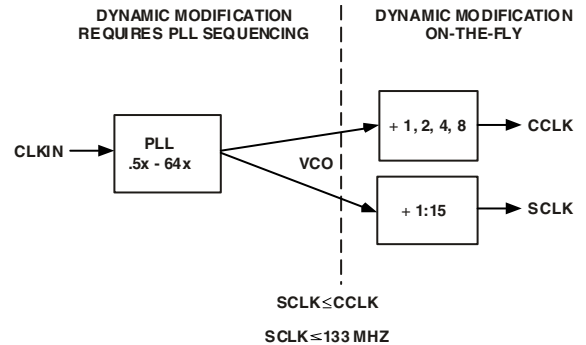 DYNAMIC MODIFICATION
REQUIRES PLL SEQUENCING
DYNAMIC MODIFICATION
ON-THE-FLY
CLKIN
PLL
.5x - 64x
VCO
+ 1, 2, 4, 8
CCLK
+ 1:15
SCLK
SCLK≤CCLK
SCLK≤133 MHZ